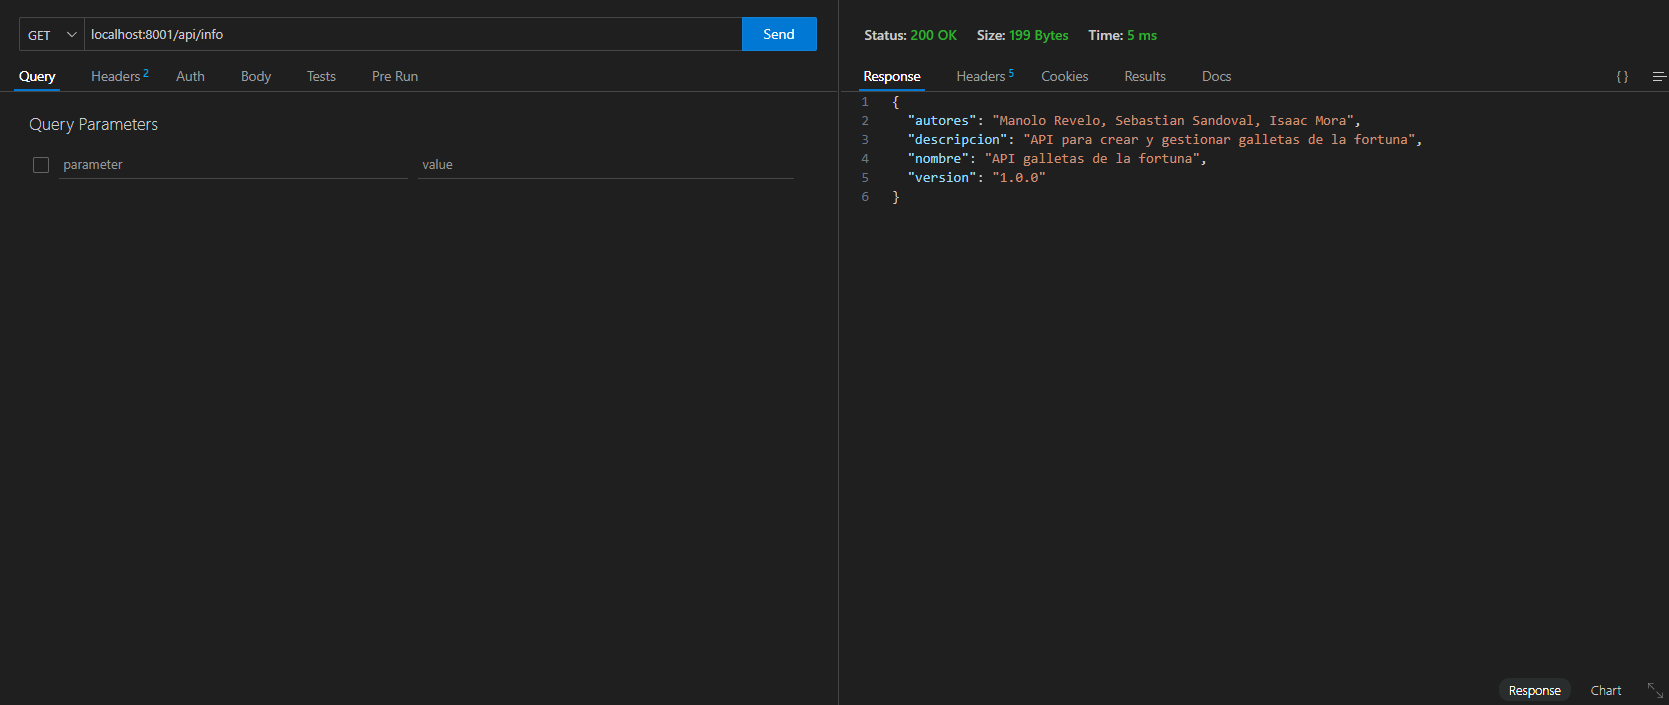 GET localhost:8001/api/info Send
Query Headers 2 Auth Body Tests Pre Run
Query Parameters
parameter value
Status: 200 OK Size: 199 Bytes Time: 5 ms
Response Headers 5 Cookies Results Docs { }
1 {
2 "autores": "Manolo Revelo, Sebastian Sandoval, Isaac Mora",
3 "descripcion": "API para crear y gestionar galletas de la fortuna",
4 "nombre": "API galletas de la fortuna",
5 "version": "1.0.0"
6 }
Response Chart